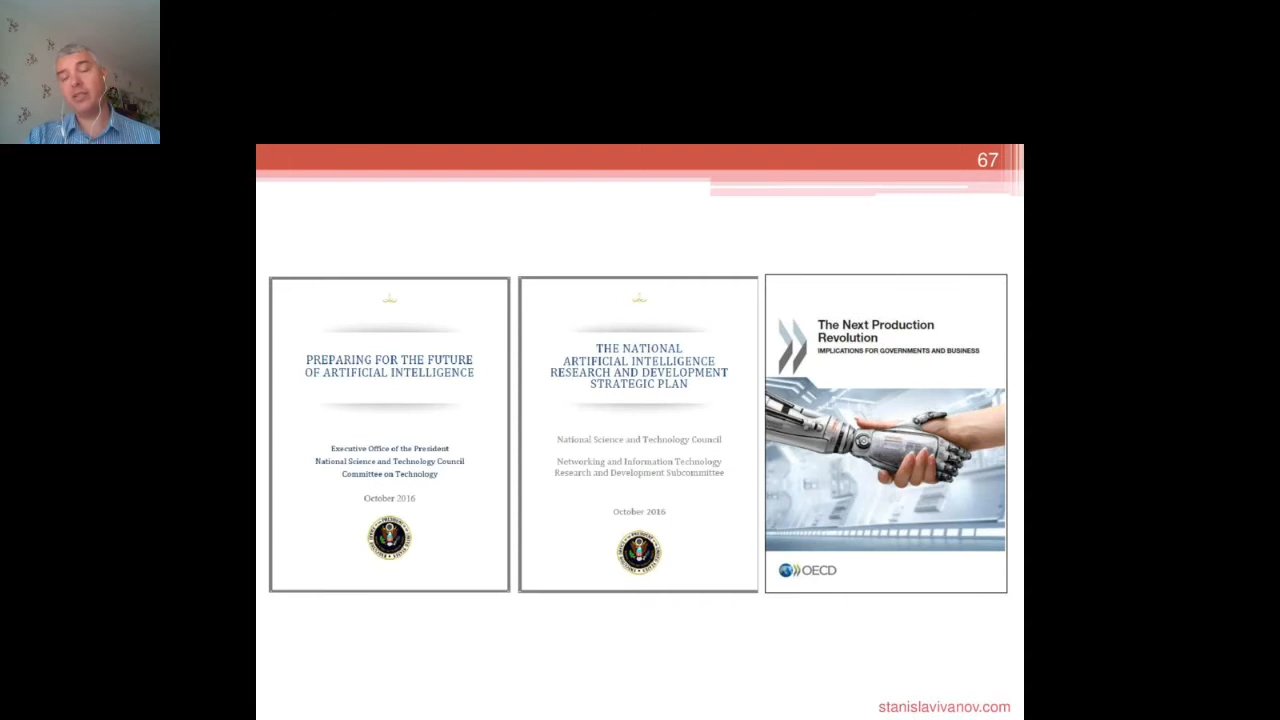 67
PREPARING FOR THE FUTURE
OF ARTIFICIAL INTELLIGENCE
Executive Office of the President
National Science and Technology Council
Committee on Technology
October 2016
THE NATIONAL
ARTIFICIAL INTELLIGENCE
RESEARCH AND DEVELOPMENT
STRATEGIC PLAN
National Science and Technology Council
Networking and Information Technology
Research and Development Subcommittee
October 2016
The Next Production
Revolution
IMPLICATIONS FOR GOVERNMENTS AND BUSINESS
OECD
stanislavivanov.com